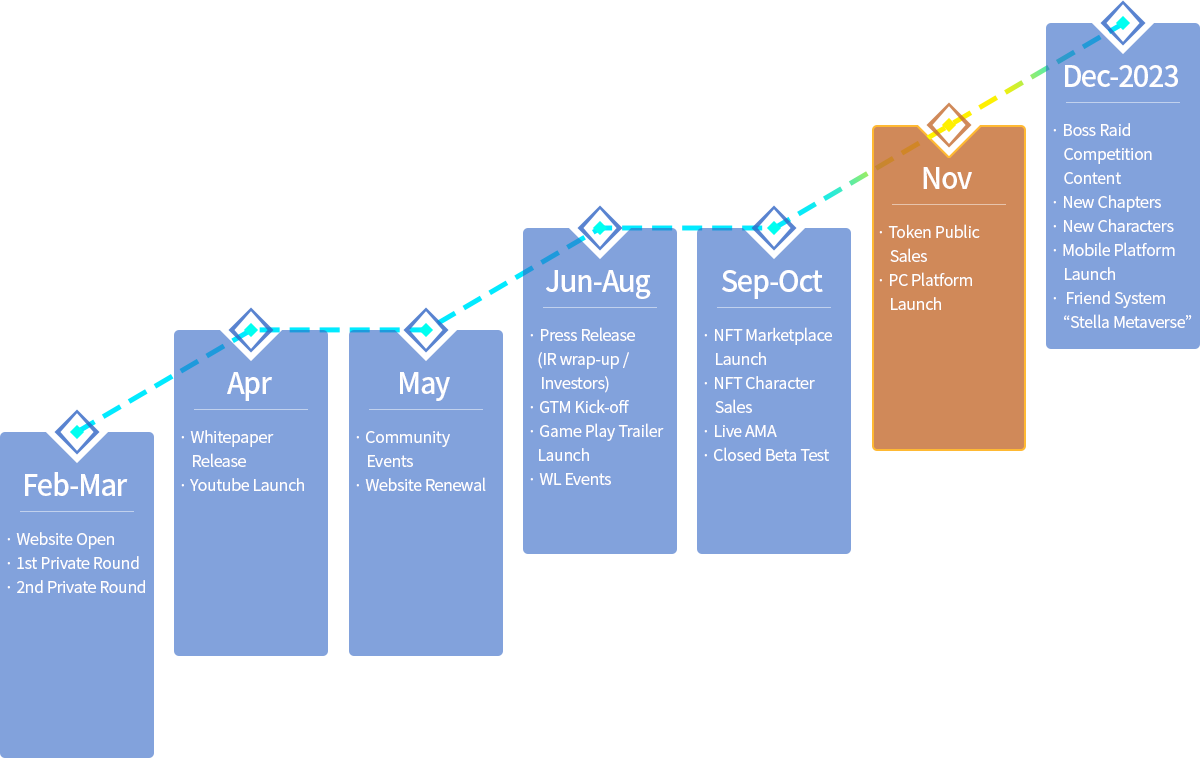 Feb-Mar
· Website Open
· 1st Private Round
· 2nd Private Round
Apr
· Whitepaper
Release
· Youtube Launch
May
· Community
Events
· Website Renewal
Jun-Aug
· Press Release
(IR wrap-up /
Investors)
· GTM Kick-off
· Game Play Trailer
Launch
· WL Events
Sep-Oct
· NFT Marketplace
Launch
· NFT Character
Sales
· Live AMA
· Closed Beta Test
Nov
· Token Public
Sales
· PC Platform
Launch
Dec-2023
· Boss Raid
Competition
Content
· New Chapters
· New Characters
· Mobile Platform
Launch
· Friend System
“Stella Metaverse”